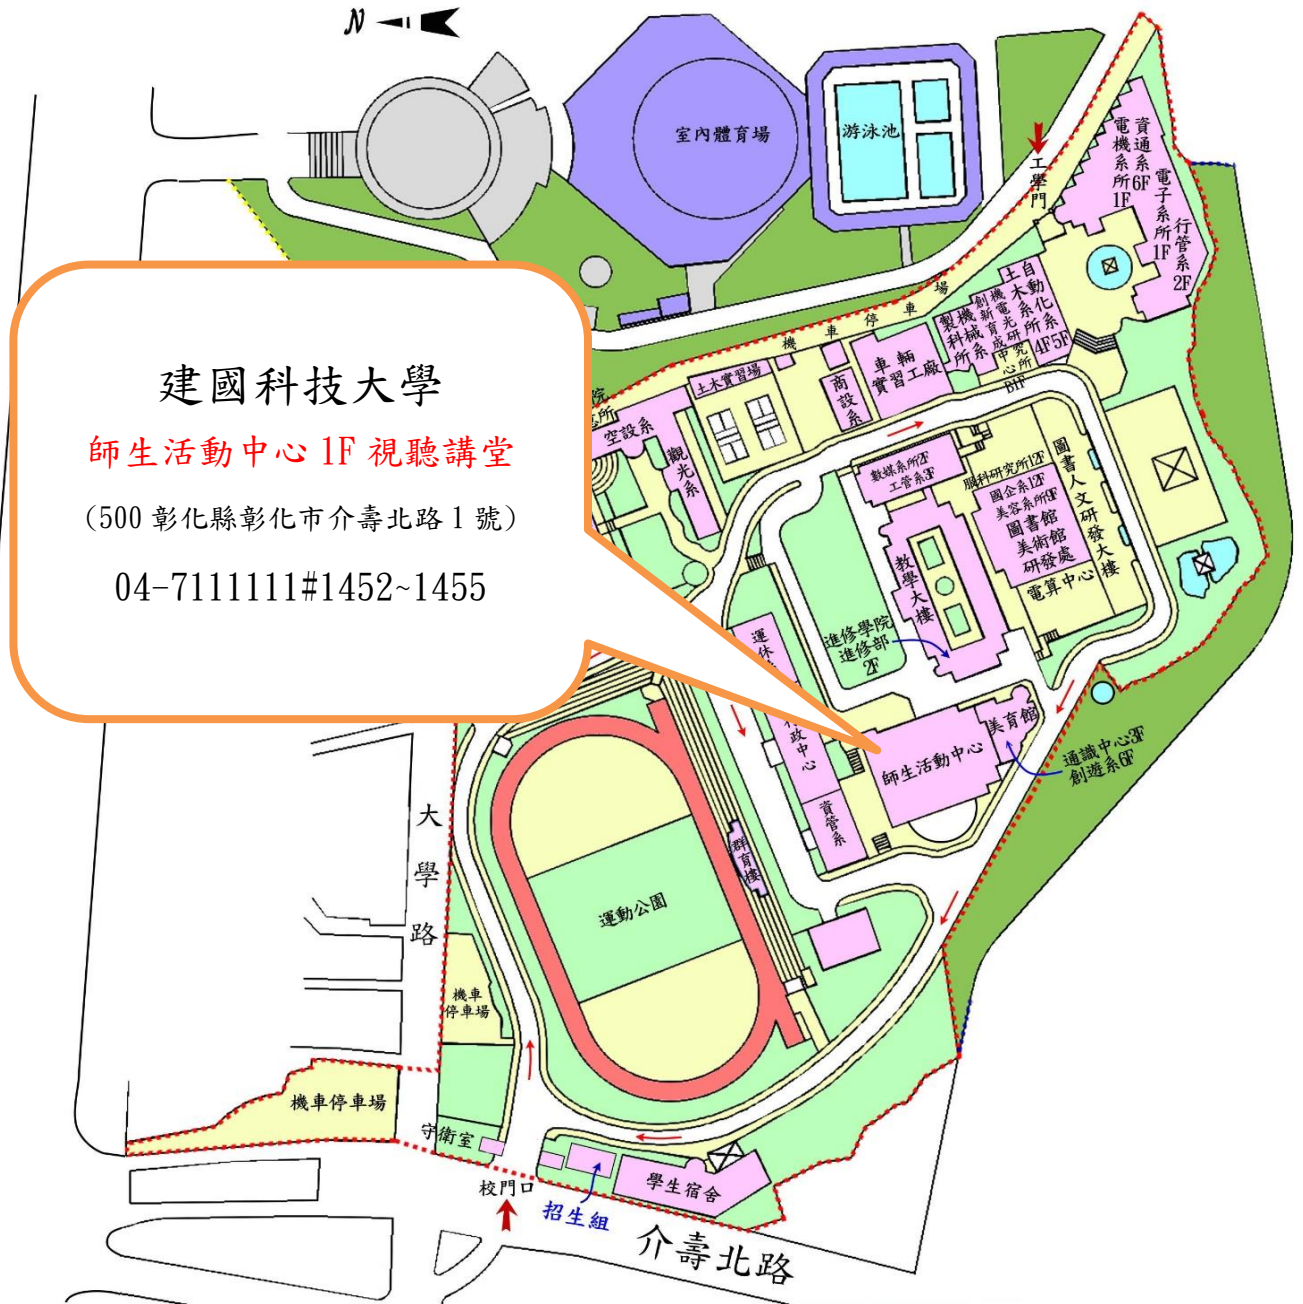 N
室內體育場
游泳池
工學門
資通系6F
電機系所1F
電子系所1F
行管系2F
機車停車場
自動化系5F
土木系所4F
機電光研究所
創新育成中心B1F
機械系
製科所
車輛
實習工廠
商設系
土木實習場
空設系
觀光系
院
所
建國科技大學
師生活動中心 1F 視聽講堂
(500 彰化縣彰化市介壽北路 1 號)
04-7111111#1452~1455
數媒系所2F
工管系3F
服科研究所12F
國企系12F
美容系所9F
圖書館
美術館
研發處
電算中心
圖書人文研發大樓
教學大樓
進修學院
進修部
2F
運休
行政中心
資管系
師生活動中心
美育館
通識中心3F
創遊系6F
群育樓
運動公園
大學路
機車
停車場
機車停車場
守衛室
校門口
招生組
學生宿舍
介壽北路